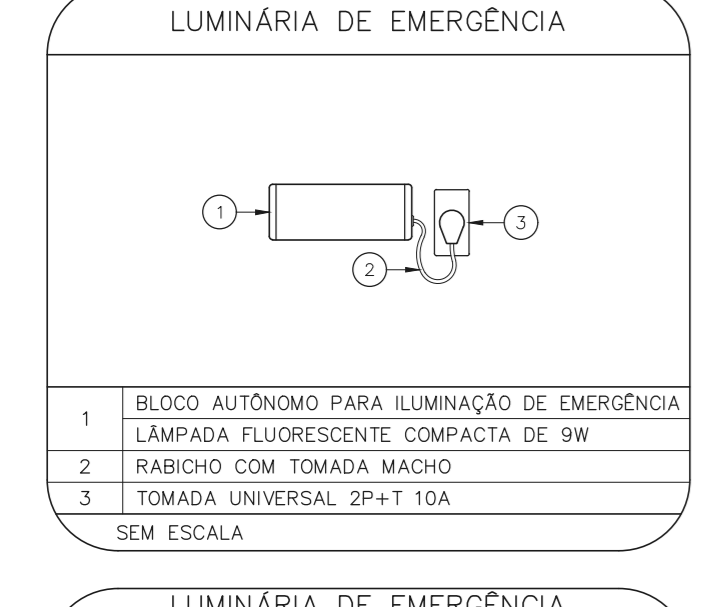 LUMINÁRIA DE EMERGÊNCIA
1
3
2
1
BLOCO AUTÔNOMO PARA ILUMINAÇÃO DE EMERGÊNCIA
LÂMPADA FLUORESCENTE COMPACTA DE 9W
2 RABICHO COM TOMADA MACHO
3 TOMADA UNIVERSAL 2P+T 10A
SEM ESCALA
LUMINÁRIA DE EMERGÊNCIA